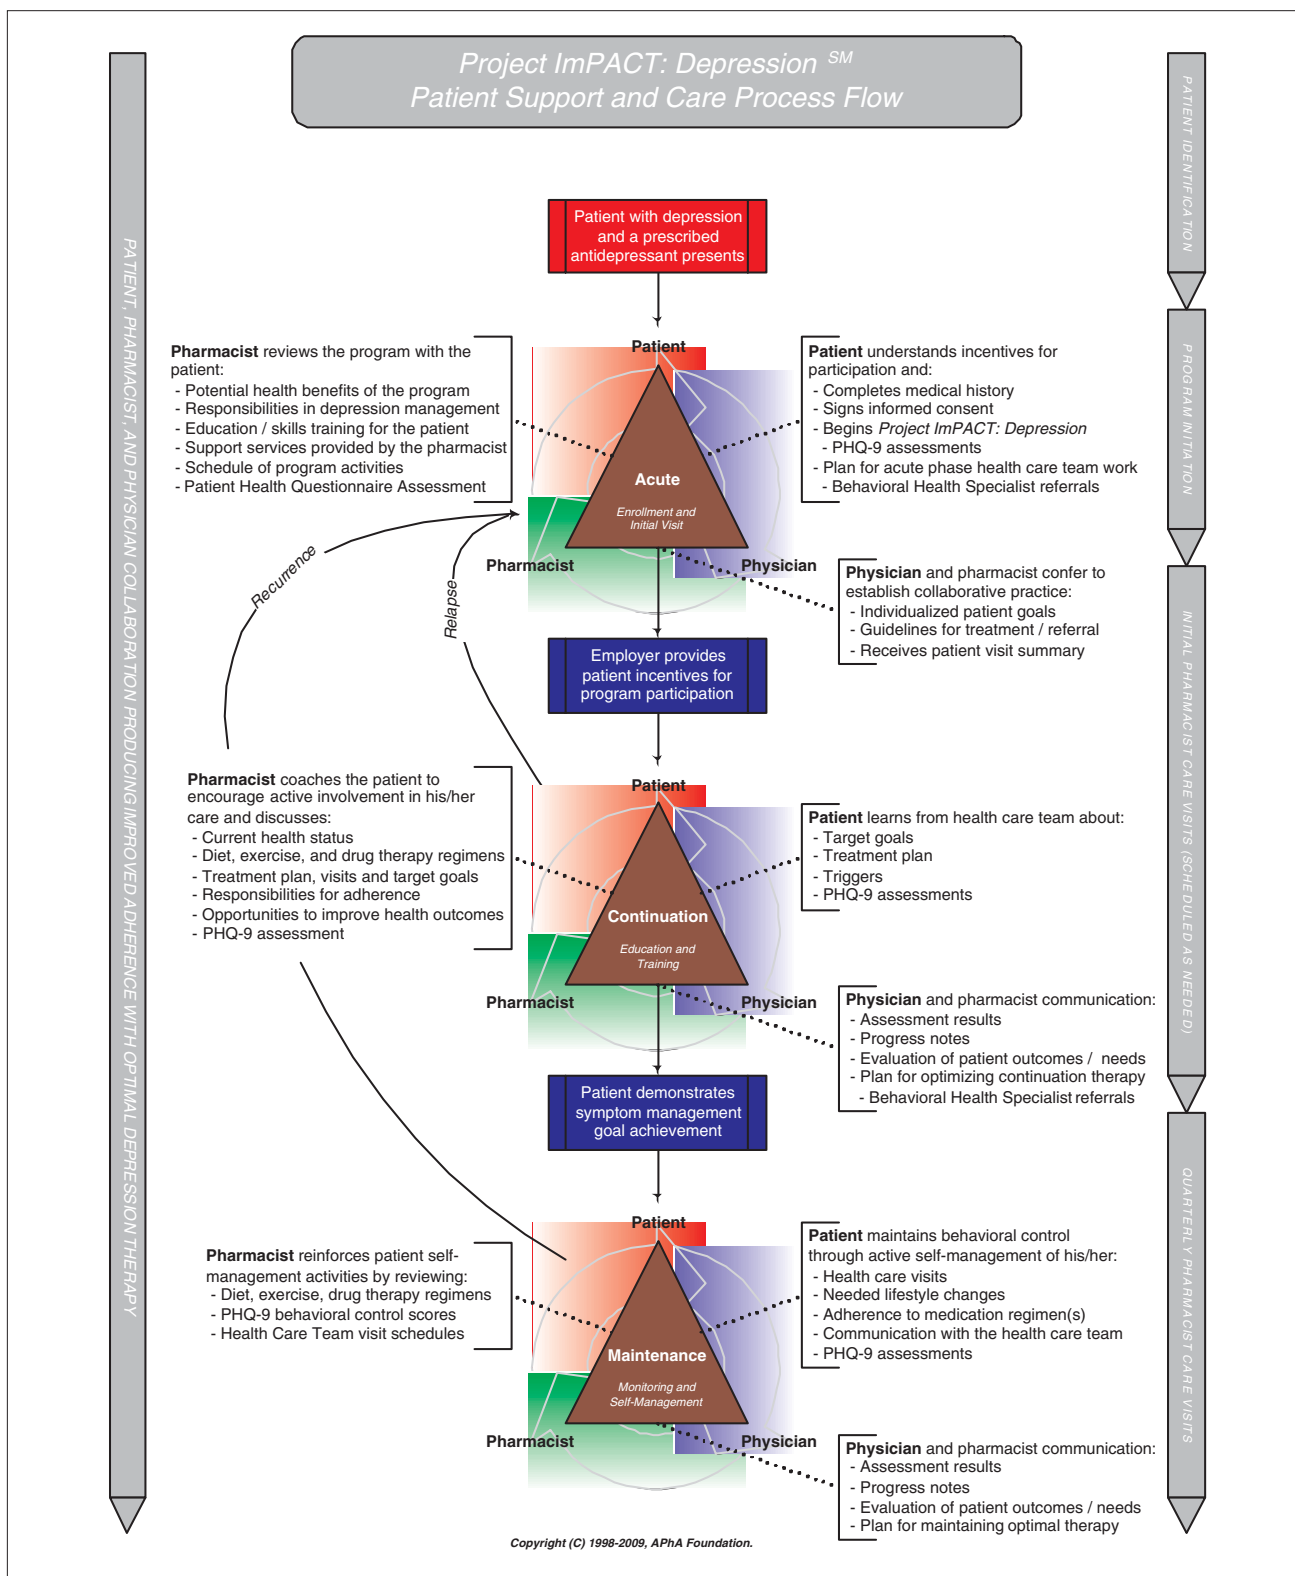 Project ImPACT: Depression SM
Patient Support and Care Process Flow
PATIENT, PHARMACIST, AND PHYSICIAN COLLABORATION PRODUCING IMPROVED ADHERENCE WITH OPTIMAL DEPRESSION THERAPY
PATIENT IDENTIFICATION
PROGRAM INITIATION
INITIAL PHARMACIST CARE VISITS (SCHEDULED AS NEEDED)
QUARTERLY PHARMACIST CARE VISITS
Patient with depression
and a prescribed
antidepressant presents
Pharmacist reviews the program with the
patient:
- Potential health benefits of the program
- Responsibilities in depression management
- Education / skills training for the patient
- Support services provided by the pharmacist
- Schedule of program activities
- Patient Health Questionnaire Assessment
Patient
Acute
Enrollment and
Initial Visit
Pharmacist
Physician
Patient understands incentives for
participation and:
- Completes medical history
- Signs informed consent
- Begins Project ImPACT: Depression
- PHQ-9 assessments
- Plan for acute phase health care team work
- Behavioral Health Specialist referrals
Physician and pharmacist confer to
establish collaborative practice:
- Individualized patient goals
- Guidelines for treatment / referral
- Receives patient visit summary
Recurrence
Relapse
Employer provides
patient incentives for
program participation
Pharmacist coaches the patient to
encourage active involvement in his/her
care and discusses:
- Current health status
- Diet, exercise, and drug therapy regimens
- Treatment plan, visits and target goals
- Responsibilities for adherence
- Opportunities to improve health outcomes
- PHQ-9 assessment
Patient
Continuation
Education and
Training
Pharmacist
Physician
Patient learns from health care team about:
- Target goals
- Treatment plan
- Triggers
- PHQ-9 assessments
Physician and pharmacist communication:
- Assessment results
- Progress notes
- Evaluation of patient outcomes / needs
- Plan for optimizing continuation therapy
- Behavioral Health Specialist referrals
Patient demonstrates
symptom management
goal achievement
Pharmacist reinforces patient self-
management activities by reviewing:
- Diet, exercise, drug therapy regimens
- PHQ-9 behavioral control scores
- Health Care Team visit schedules
Patient
Maintenance
Monitoring and
Self-Management
Pharmacist
Physician
Patient maintains behavioral control
through active self-management of his/her:
- Health care visits
- Needed lifestyle changes
- Adherence to medication regimen(s)
- Communication with the health care team
- PHQ-9 assessments
Physician and pharmacist communication:
- Assessment results
- Progress notes
- Evaluation of patient outcomes / needs
- Plan for maintaining optimal therapy
Copyright (C) 1998-2009, APhA Foundation.